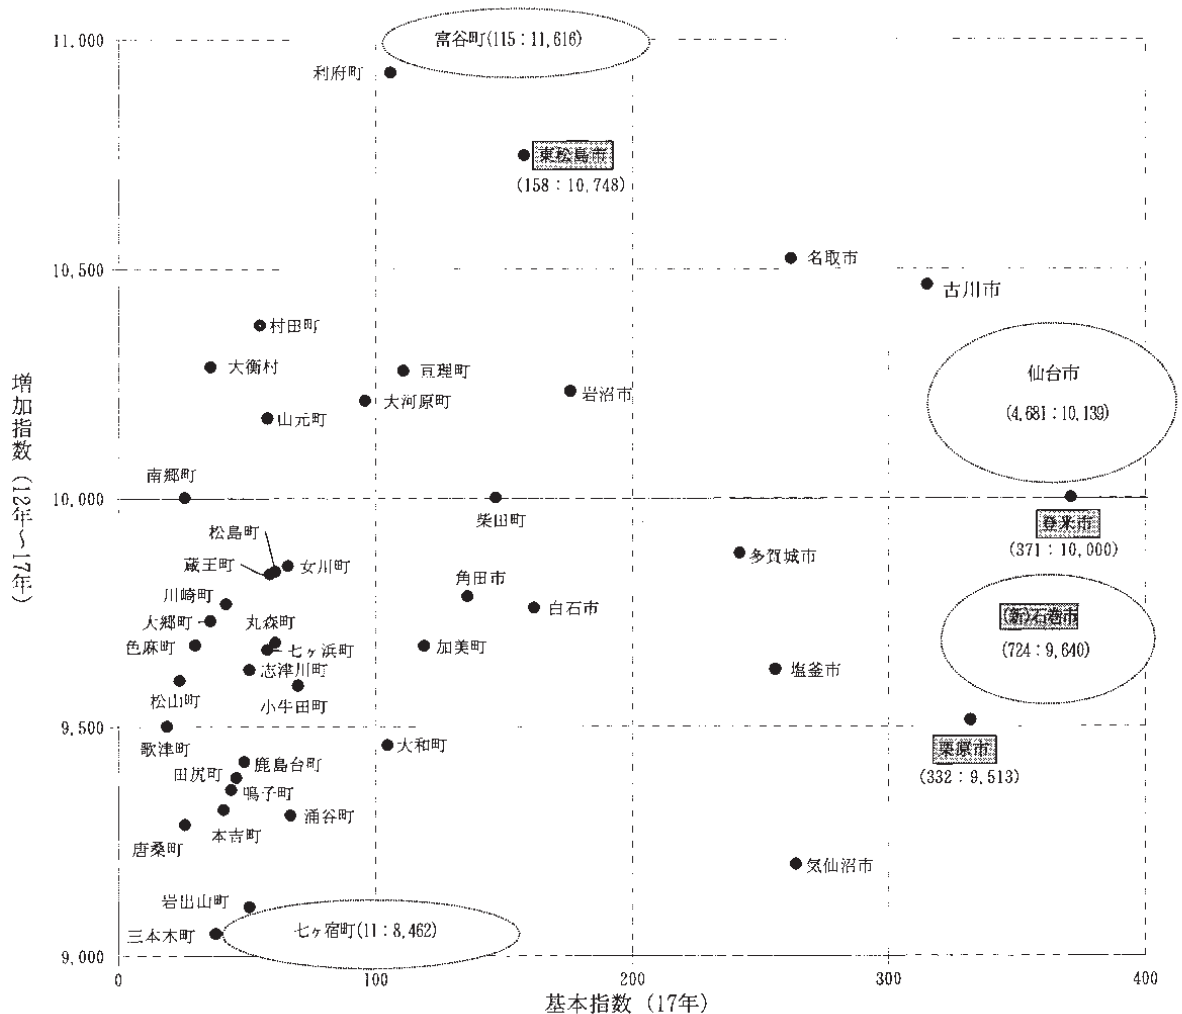 11,000
富谷町(115：11,616)
利府町
東松島市
(158：10,748)
名取市
10,500
古川市
村田町
大衡村
亘理町
仙台市
岩沼市
大河原町
(4,681：10,139)
山元町
増加指数（12年～17年）
南郷町
10,000
柴田町
登米市
(371：10,000)
松島町
多賀城市
蔵王町
女川町
角田市
川崎町
白石市
(新)石巻市
大郷町
丸森町
色麻町
七ヶ浜町
加美町
(724：9,640)
志津川町
塩釜市
松山町
小牛田町
9,500
歌津町
大和町
栗原市
(332：9,513)
鹿島台町
田尻町
鳴子町
涌谷町
本吉町
唐桑町
気仙沼市
岩出山町
三本木町
七ヶ宿町(11：8,462)
9,000
0 100 200 300 400
基本指数（17年）